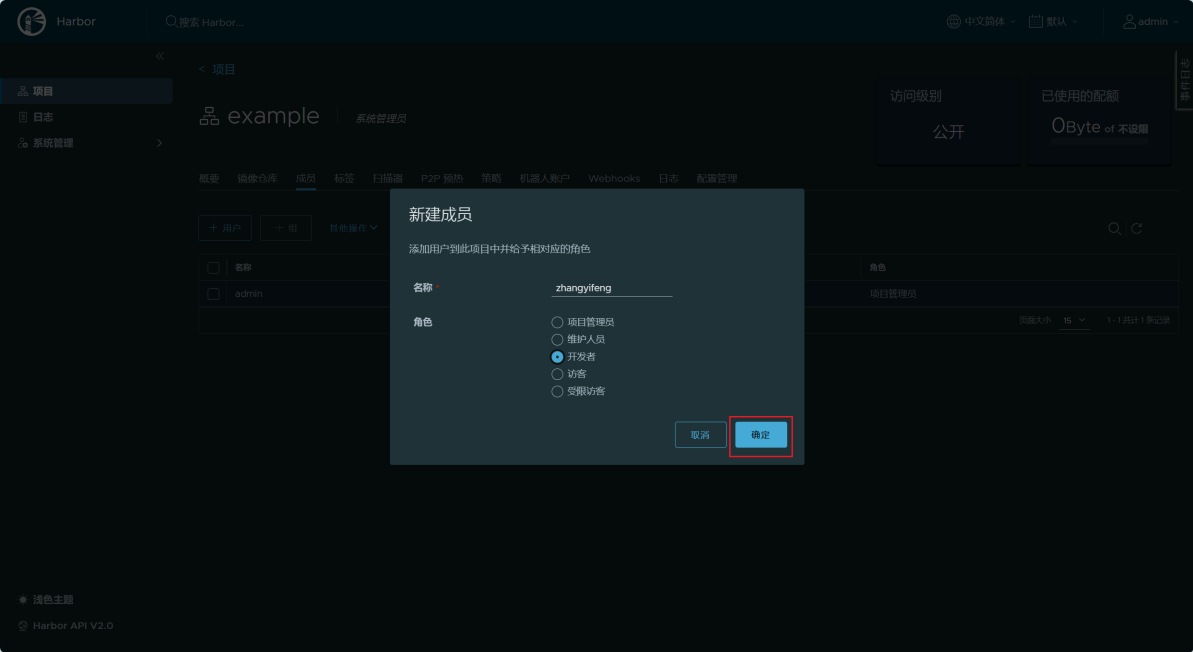 Harbor
搜索 Harbor...
中文简体
默认
admin
事件日志
项目
日志
系统管理
< 项目
example
系统管理员
访问级别
公开
已使用的配额
0Byte of 不设限
概要 镜像仓库 成员 标签 扫描器 P2P 预热 策略 机器人账户 Webhooks 日志 配置管理
+ 用户
+ 组
其他操作
名称
角色
admin
项目管理员
页面大小 15 1 - 1 共计 1 条记录
新建成员
添加用户到此项目中并给予相对应的角色
名称 *
zhangyifeng
角色
项目管理员
维护人员
开发者
访客
受限访客
取消
确定
浅色主题
Harbor API V2.0